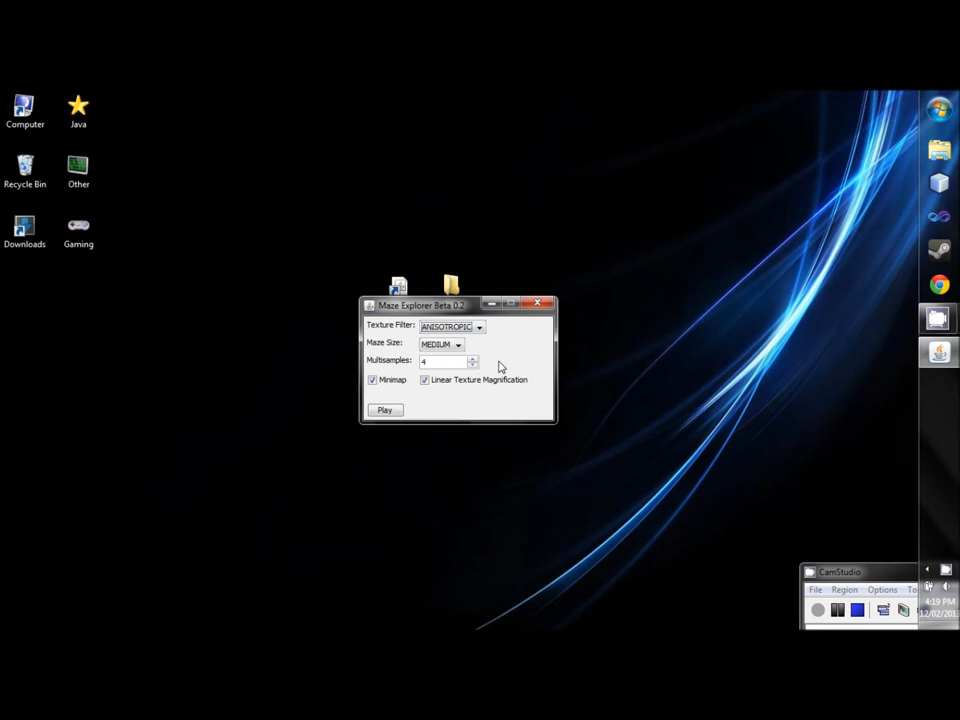 Computer
Java
Recycle Bin
Other
Downloads
Gaming
Maze Explorer Beta 0.2
Texture Filter: ANISOTROPIC
Maze Size: MEDIUM
Multisamples: 4
Minimap Linear Texture Magnification
Play
CamStudio
File Region Options
4:19 PM